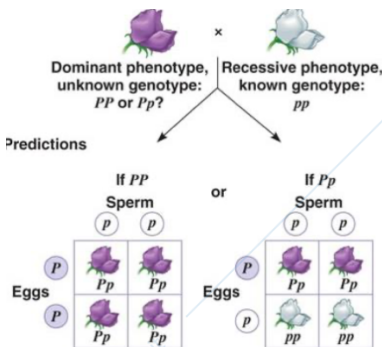 ×
Dominant phenotype,
unknown genotype:
PP or Pp?
Recessive phenotype,
known genotype:
pp
Predictions
If PP
Sperm
p p
or
If Pp
Sperm
p p
P Pp Pp
Eggs
P Pp Pp
P Pp Pp
Eggs
p pp pp